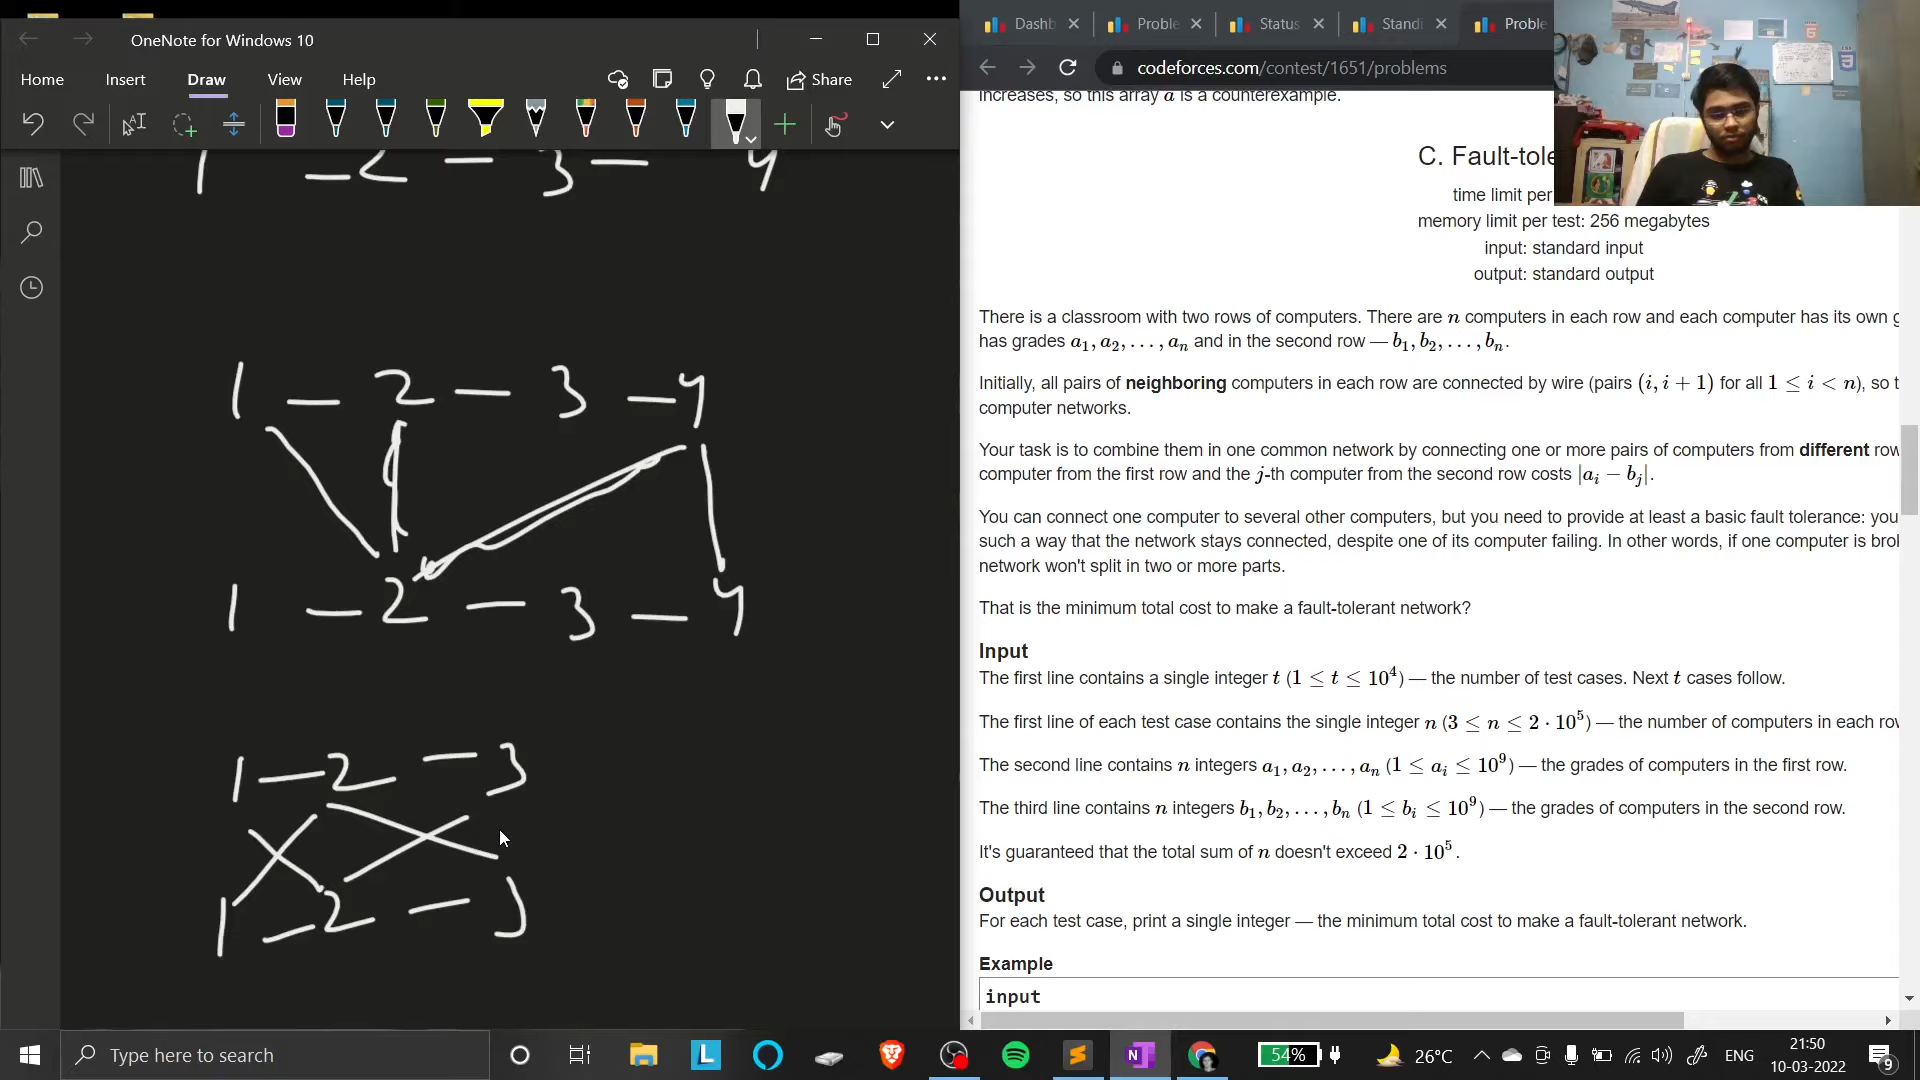 OneNote for Windows 10
Home Insert Draw View Help Share
1 – 2 – 3 – 4
1 – 2 – 3 – 4
1 – 2 – 3 – 4
1 – 2 – 3
1 – 2 – 3
Dashb Proble Status Standi Proble
codeforces.com/contest/1651/problems
increases, so this array a is a counterexample.
C. Fault-tole
time limit per
memory limit per test: 256 megabytes
input: standard input
output: standard output
There is a classroom with two rows of computers. There are n computers in each row and each computer has its own g
has grades a1, a2, …, an and in the second row — b1, b2, …, bn.
Initially, all pairs of neighboring computers in each row are connected by wire (pairs (i, i + 1) for all 1 ≤ i < n), so t
computer networks.
Your task is to combine them in one common network by connecting one or more pairs of computers from different row
computer from the first row and the j-th computer from the second row costs |ai − bj|.
You can connect one computer to several other computers, but you need to provide at least a basic fault tolerance: you
such a way that the network stays connected, despite one of its computer failing. In other words, if one computer is brok
network won't split in two or more parts.
That is the minimum total cost to make a fault-tolerant network?
Input
The first line contains a single integer t (1 ≤ t ≤ 10^4) — the number of test cases. Next t cases follow.
The first line of each test case contains the single integer n (3 ≤ n ≤ 2 · 10^5) — the number of computers in each row
The second line contains n integers a1, a2, …, an (1 ≤ ai ≤ 10^9) — the grades of computers in the first row.
The third line contains n integers b1, b2, …, bn (1 ≤ bi ≤ 10^9) — the grades of computers in the second row.
It's guaranteed that the total sum of n doesn't exceed 2 · 10^5.
Output
For each test case, print a single integer — the minimum total cost to make a fault-tolerant network.
Example
input
Type here to search
54% 26°C ENG 21:50
10-03-2022
9